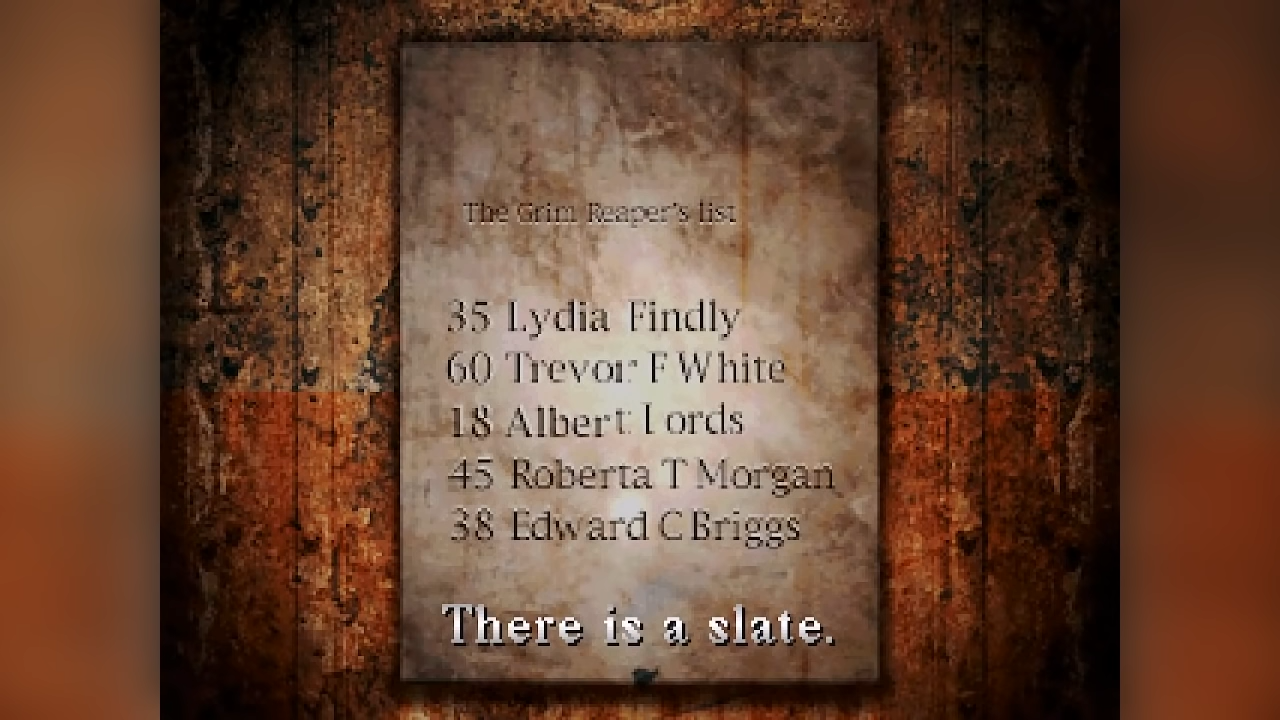 The Grim Reaper's list
35 Lydia Findly
60 Trevor F White
18 Albert Lords
45 Roberta T Morgan
38 Edward C Briggs
There is a slate.